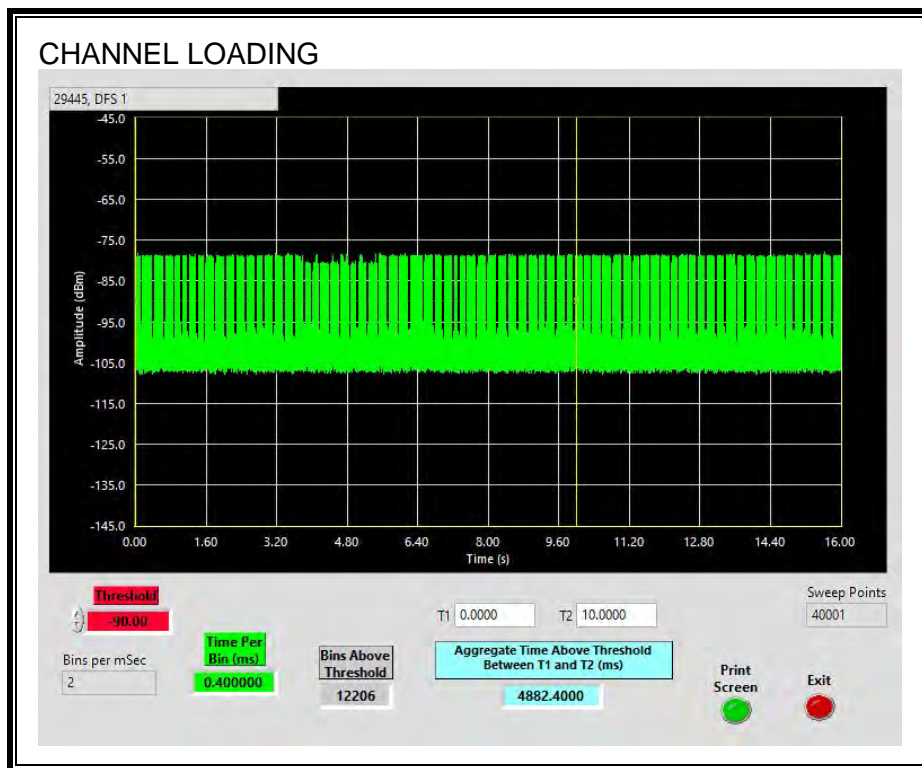 CHANNEL LOADING
29445, DFS 1
-45.0
-55.0
-65.0
-75.0
-85.0
-95.0
-105.0
-115.0
-125.0
-135.0
-145.0
Amplitude (dBm)
0.00 1.60 3.20 4.80 6.40 8.00 9.60 11.20 12.80 14.40 16.00
Time (s)
Threshold
-90.00
Bins per mSec
2
Time Per
Bin (ms)
0.400000
Bins Above
Threshold
12206
T1 0.0000 T2 10.0000
Aggregate Time Above Threshold
Between T1 and T2 (ms)
4882.4000
Sweep Points
40001
Print
Screen
Exit